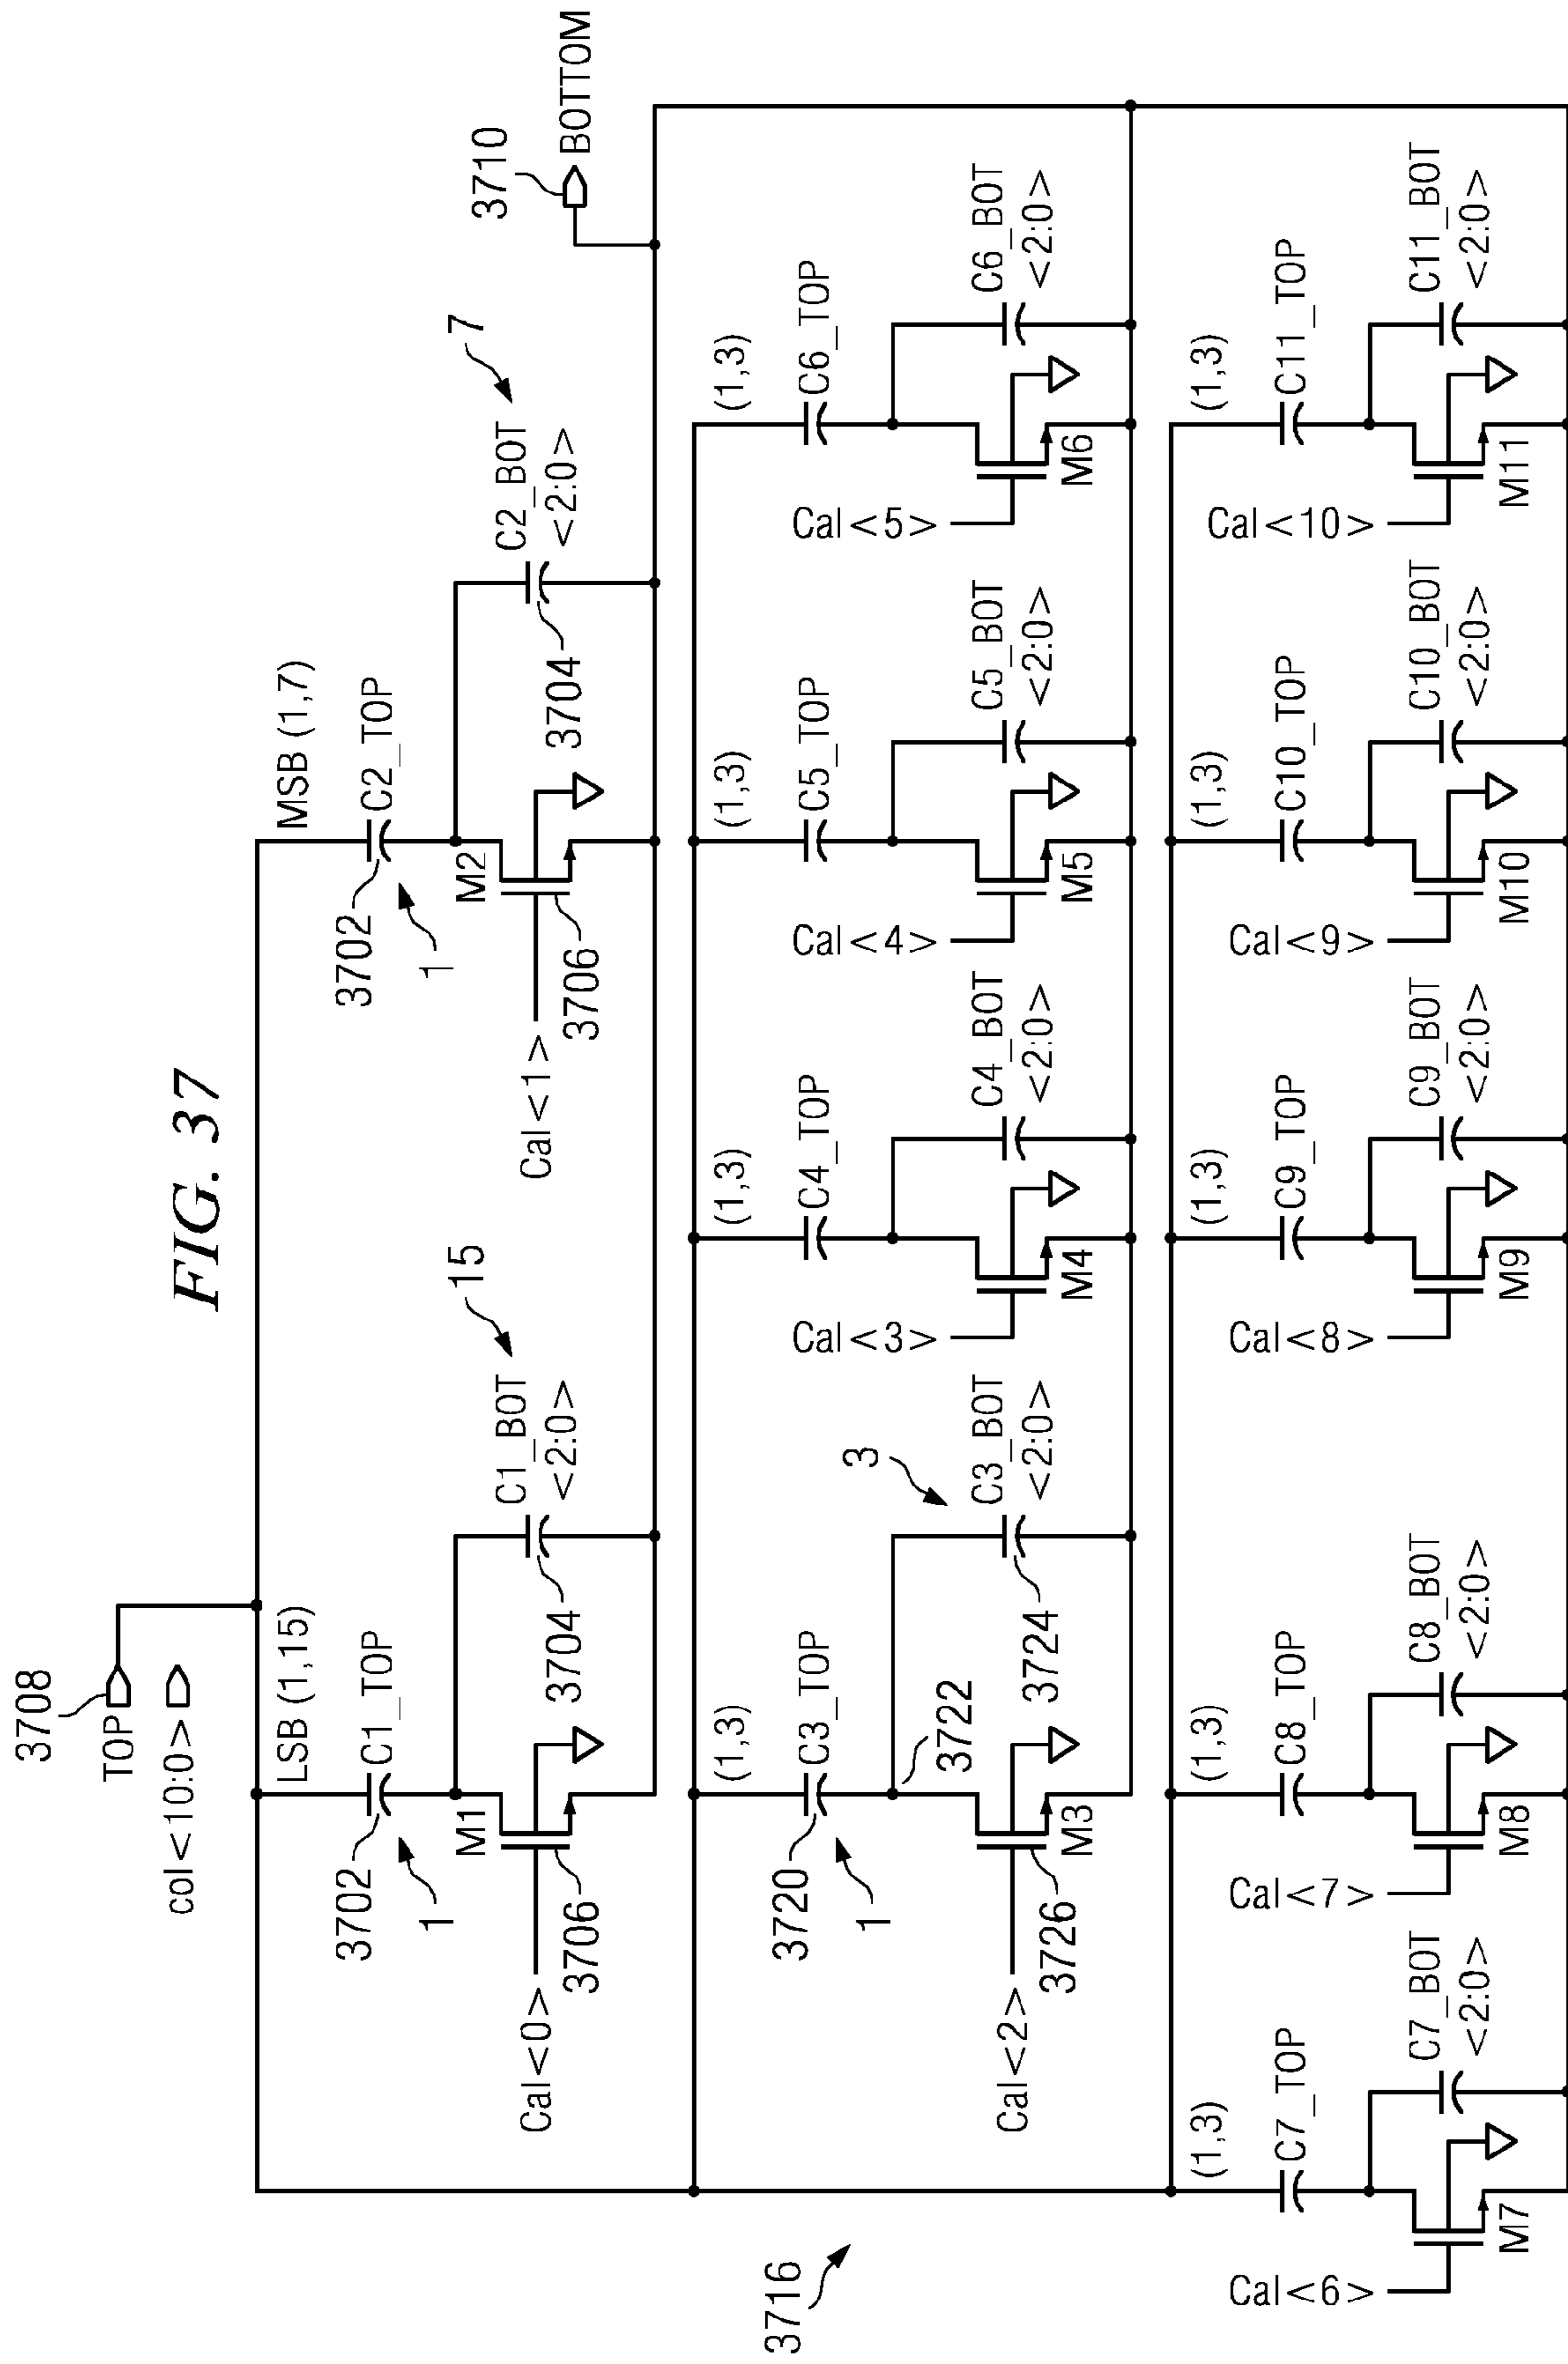 FIG. 37
3708
TOP
col<10:0>
3710
BOTTOM
LSB (1,15)
3702
C1_TOP
1
M1
Cal<0>
3706
3704
C1_BOT
<2:0>
15
MSB (1,7)
3702
C2_TOP
1
M2
Cal<1>
3706
3704
C2_BOT
<2:0>
7
3716
(1,3)
3720
C3_TOP
1
3722
Cal<2>
3726
M3
3724
C3_BOT
<2:0>
3
(1,3)
C4_TOP
Cal<3>
M4
C4_BOT
<2:0>
(1,3)
C5_TOP
Cal<4>
M5
C5_BOT
<2:0>
(1,3)
C6_TOP
Cal<5>
M6
C6_BOT
<2:0>
(1,3)
C7_TOP
Cal<6>
M7
C7_BOT
<2:0>
(1,3)
C8_TOP
Cal<7>
M8
C8_BOT
<2:0>
(1,3)
C9_TOP
Cal<8>
M9
C9_BOT
<2:0>
(1,3)
C10_TOP
Cal<9>
M10
C10_BOT
<2:0>
(1,3)
C11_TOP
Cal<10>
M11
C11_BOT
<2:0>